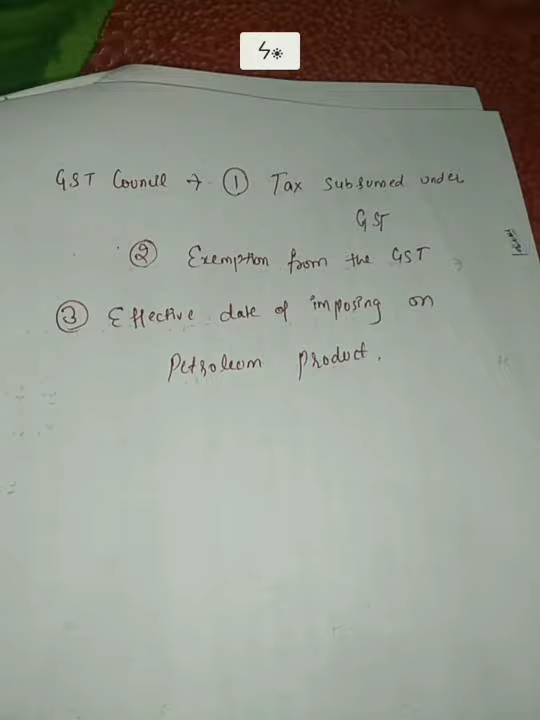 GST Council → ① Tax subsumed under
GST
② Exemption from the GST
③ Effective date of imposing on
Petroleum product.